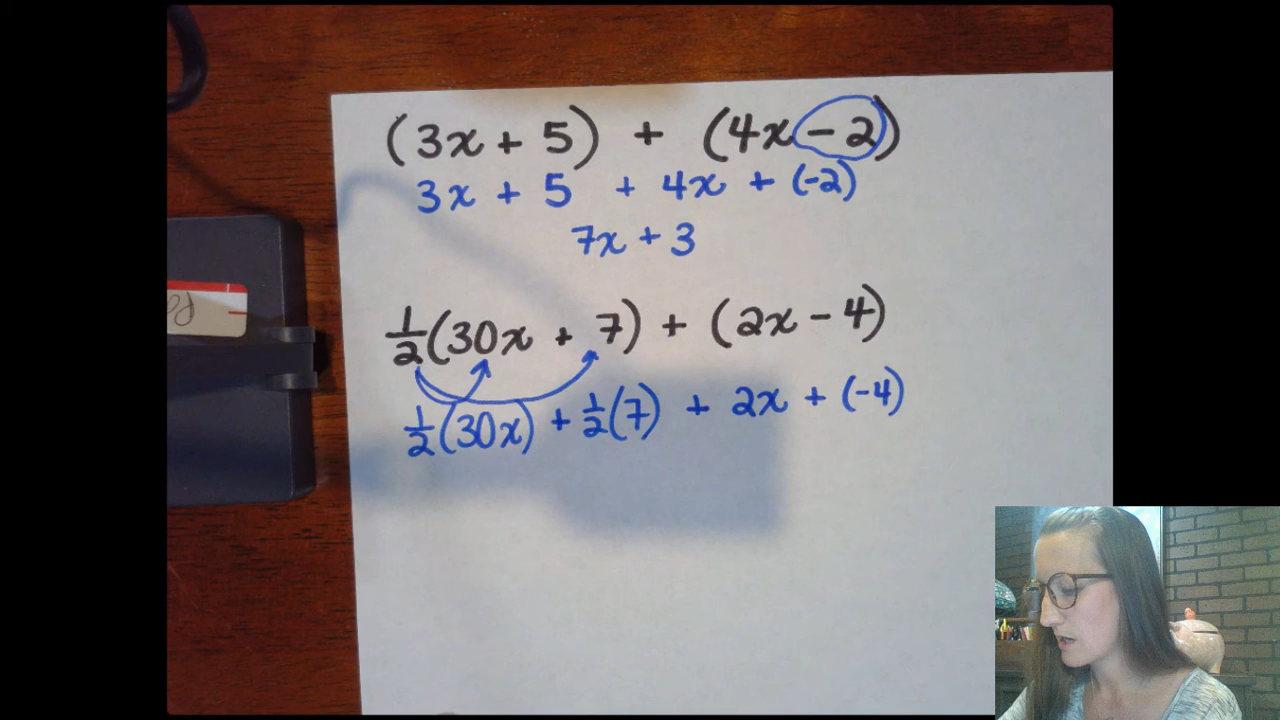 (3x + 5) + (4x - 2)
3x + 5 + 4x + (-2)
7x + 3
1/2(30x + 7) + (2x - 4)
1/2(30x) + 1/2(7) + 2x + (-4)